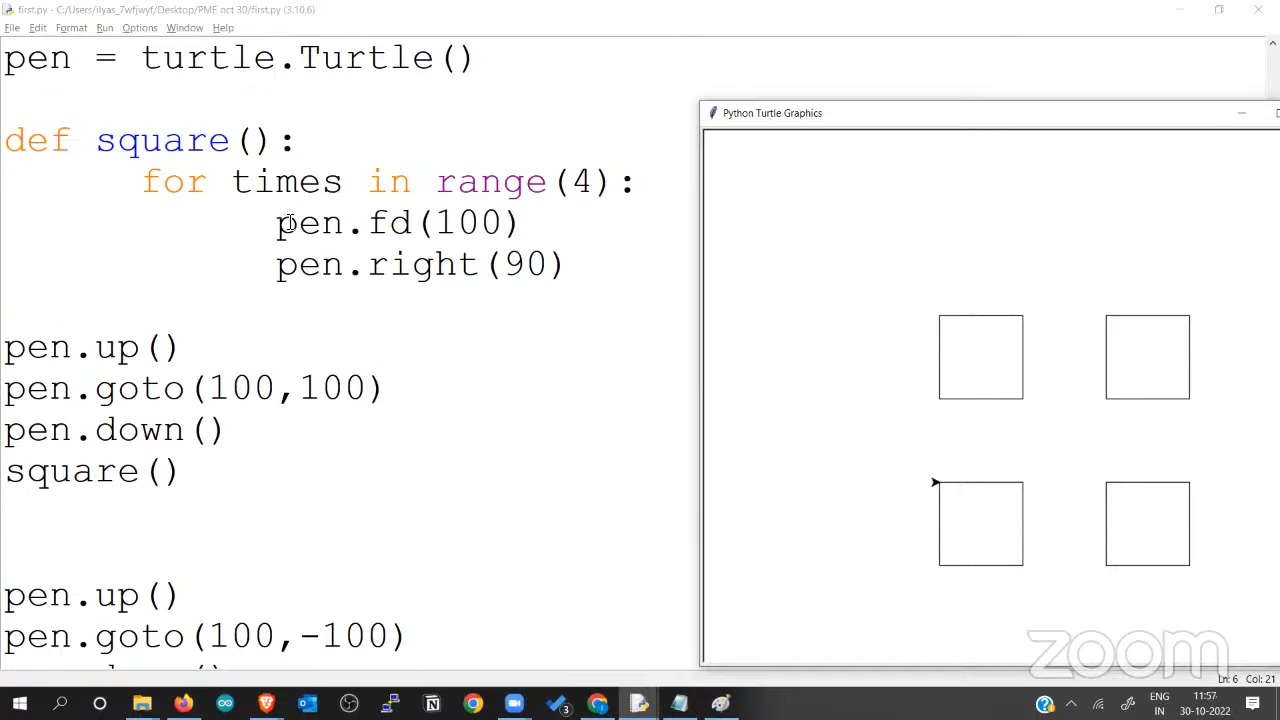 first.py - C:/Users/ilyas_7wfjwyf/Desktop/PME oct 30/first.py (3.10.6)
File Edit Format Run Options Window Help
pen = turtle.Turtle()
def square():
for times in range(4):
pen.fd(100)
pen.right(90)
pen.up()
pen.goto(100,100)
pen.down()
square()
pen.up()
pen.goto(100,-100)
Python Turtle Graphics
zoom
Ln: 6 Col: 21
3
ENG
IN
11:57
30-10-2022